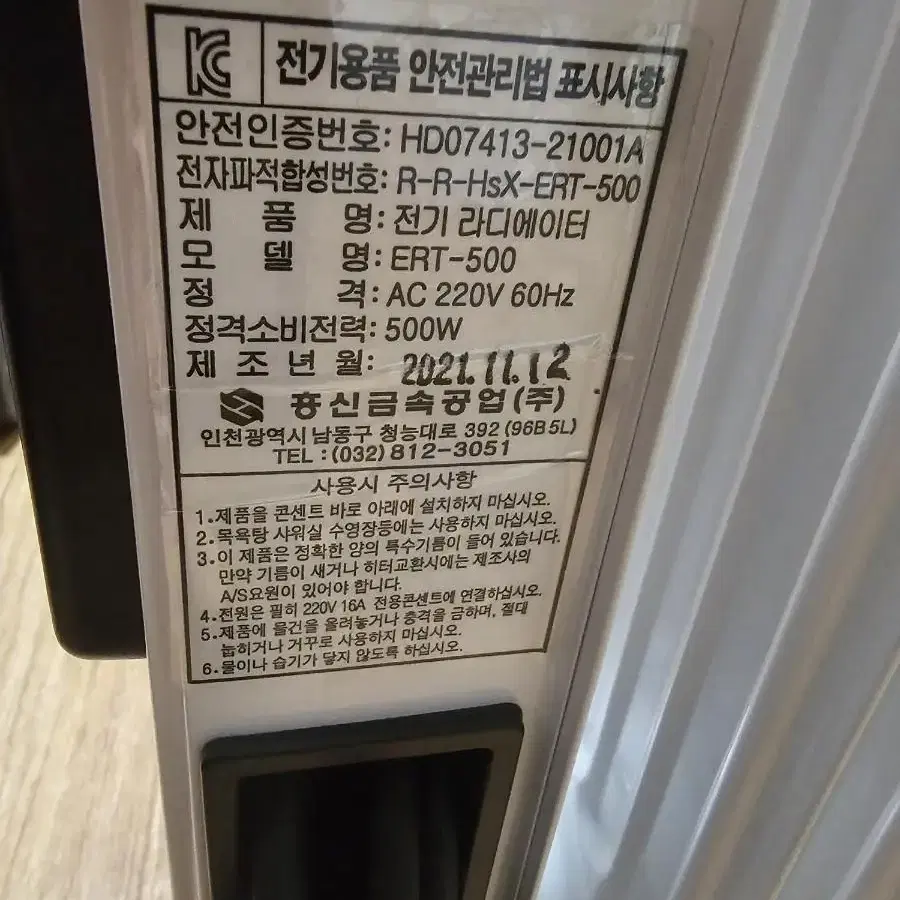 KC 전기용품 안전관리법 표시사항
안전인증번호: HD07413-21001A
전자파적합성번호: R-R-HsX-ERT-500
제 품 명: 전기 라디에이터
모 델 명: ERT-500
정 격: AC 220V 60Hz
정격소비전력: 500W
제 조 년 월: 2021.11.12
흥신금속공업(주)
인천광역시 남동구 청능대로 392 (96B 5L)
TEL : (032) 812-3051
사용시 주의사항
1.제품을 콘센트 바로 아래에 설치하지 마십시오.
2.목욕탕 샤워실 수영장등에는 사용하지 마십시오.
3.이 제품은 정확한 양의 특수기름이 들어 있습니다.
만약 기름이 새거나 히터교환시에는 제조사의
A/S요원이 있어야 합니다.
4.전원은 필히 220V 16A 전용콘센트에 연결하십시오.
5.제품에 물건을 올려놓거나 충격을 금하며, 절대
눕히거나 거꾸로 사용하지 마십시오.
6.물이나 습기가 닿지 않도록 하십시오.